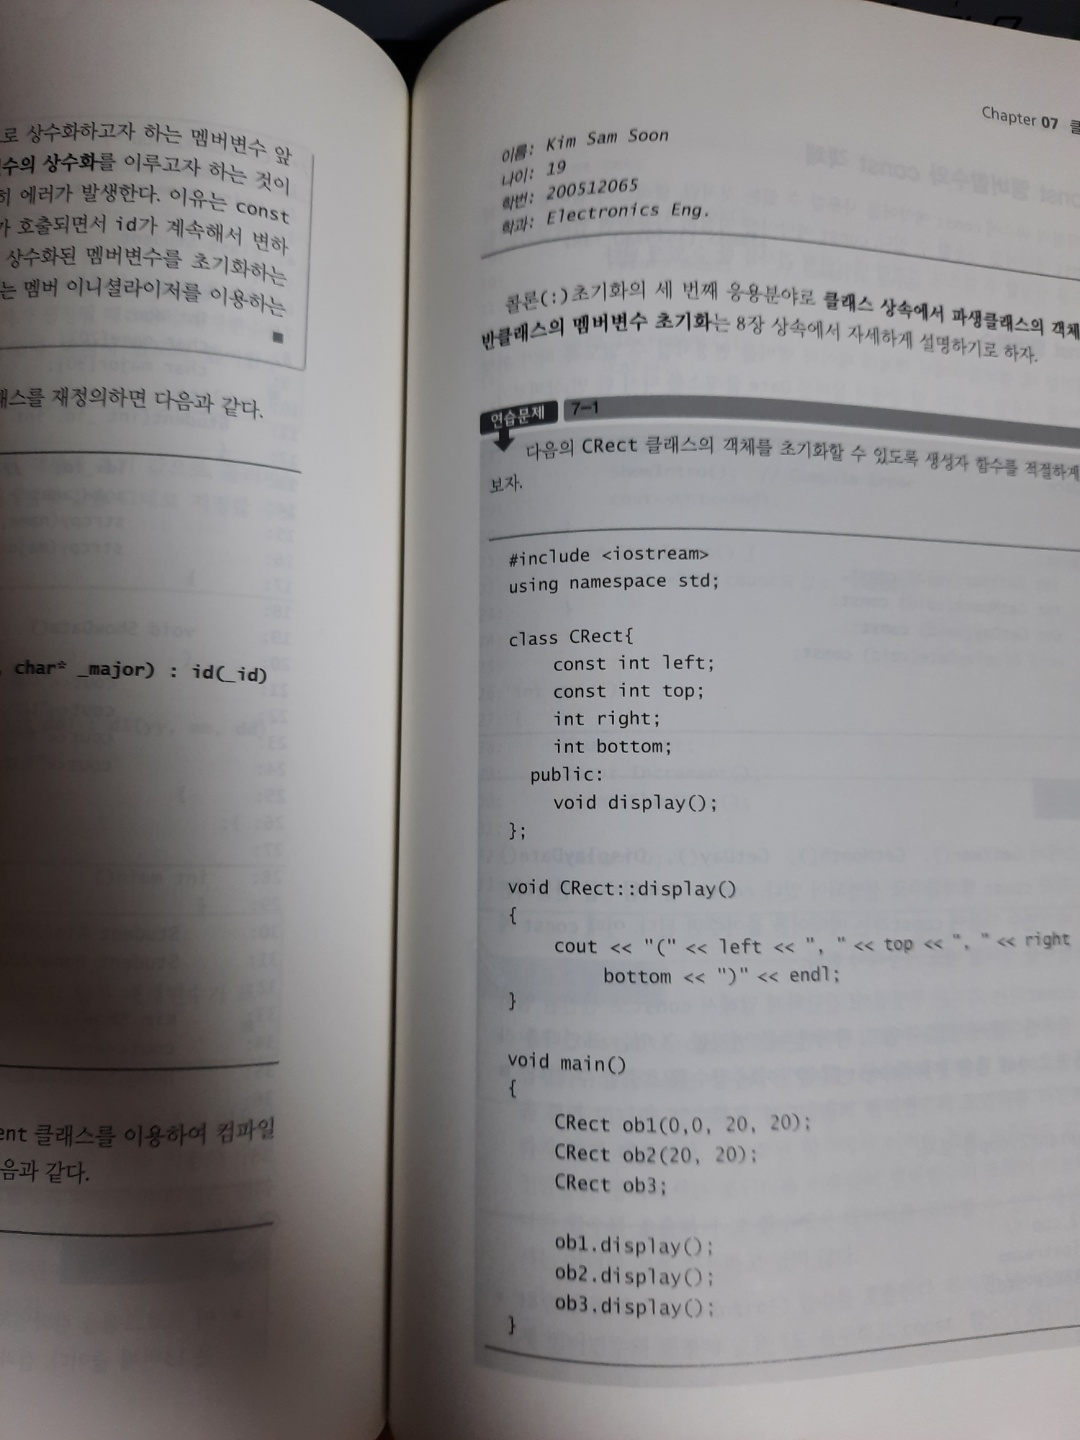 로 상수화하고자 하는 멤버변수 앞
수의 상수화를 이루고자 하는 것이
히 에러가 발생한다. 이유는 const
가 호출되면서 id가 계속해서 변하
상수화된 멤버변수를 초기화하는
는 멤버 이니셜라이저를 이용하는
■
래스를 재정의하면 다음과 같다.
, char* _major) : id(_id)
ent 클래스를 이용하여 컴파일
음과 같다.
Chapter 07 클
이름: Kim Sam Soon
나이: 19
학번: 200512065
학과: Electronics Eng.
콜론(:)초기화의 세 번째 응용분야로 클래스 상속에서 파생클래스의 객체
반클래스의 멤버변수 초기화는 8장 상속에서 자세하게 설명하기로 하자.
연습문제 7-1
다음의 CRect 클래스의 객체를 초기화할 수 있도록 생성자 함수를 적절하게
보자.
#include <iostream>
using namespace std;
class CRect{
const int left;
const int top;
int right;
int bottom;
public:
void display();
};
void CRect::display()
{
cout << "(" << left << ", " << top << ", " << right
bottom << ")" << endl;
}
void main()
{
CRect ob1(0,0, 20, 20);
CRect ob2(20, 20);
CRect ob3;
ob1.display();
ob2.display();
ob3.display();
}